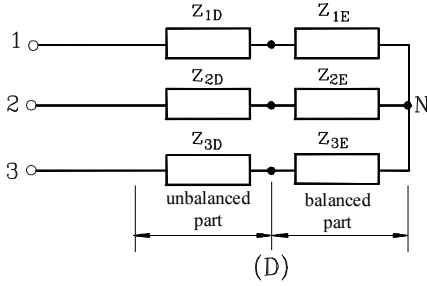 Z1D Z1E
1
Z2D Z2E
2 N
Z3D Z3E
3
unbalanced part
balanced part
(D)